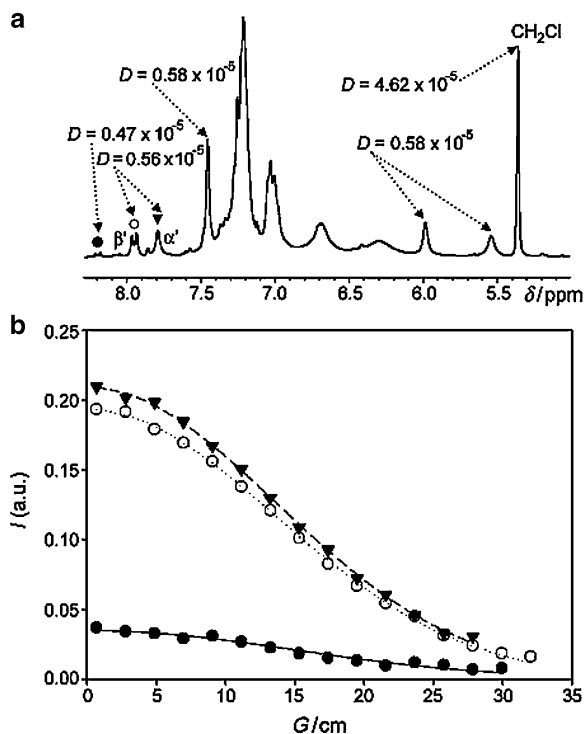 a
CH₂Cl
D = 0.58 x 10⁻⁵
D = 4.62 x 10⁻⁵
D = 0.47 x 10⁻⁵
D = 0.56 x 10⁻⁵
D = 0.58 x 10⁻⁵
β' α'
8.0 7.5 7.0 6.5 6.0 5.5 δ/ppm
b
0.25
0.20
0.15
0.10
0.05
0.00
I (a.u.)
0 5 10 15 20 25 30 35
G/cm